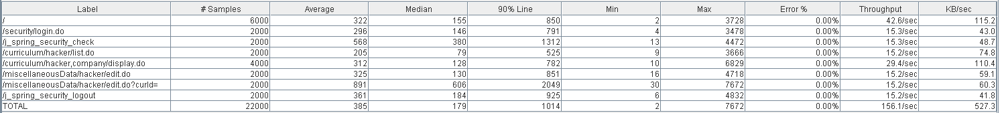 Label # Samples Average Median 90% Line Min Max Error % Throughput KB/sec
/ 6000 322 155 850 2 3728 0.00% 42.6/sec 115.2
/security/login.do 2000 296 146 791 4 3478 0.00% 15.3/sec 43.0
/j_spring_security_check 2000 568 380 1312 13 4472 0.00% 15.3/sec 48.7
/curriculum/hacker/list.do 2000 205 79 525 9 3666 0.00% 15.2/sec 74.8
/curriculum/hacker,company/display.do 4000 312 128 782 10 6829 0.00% 29.4/sec 110.4
/miscellaneousData/hacker/edit.do 2000 325 130 851 16 4718 0.00% 15.2/sec 59.1
/miscellaneousData/hacker/edit.do?curId= 2000 891 606 2049 30 7672 0.00% 15.2/sec 60.3
/j_spring_security_logout 2000 361 184 925 6 4832 0.00% 15.2/sec 41.8
TOTAL 22000 385 179 1014 2 7672 0.00% 156.1/sec 527.3